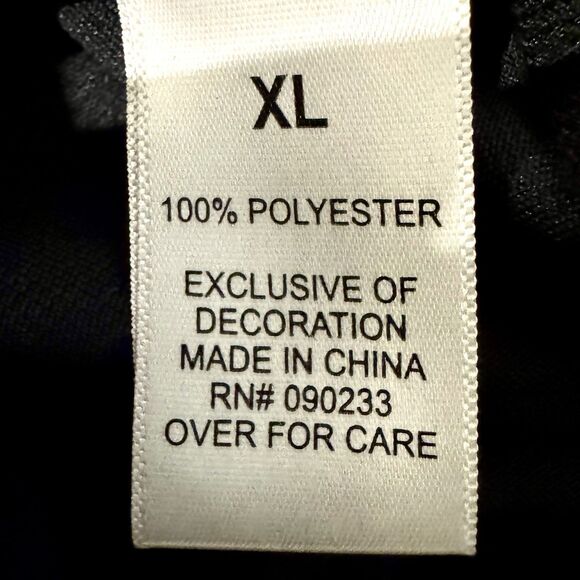 XL
100% POLYESTER
EXCLUSIVE OF
DECORATION
MADE IN CHINA
RN# 090233
OVER FOR CARE